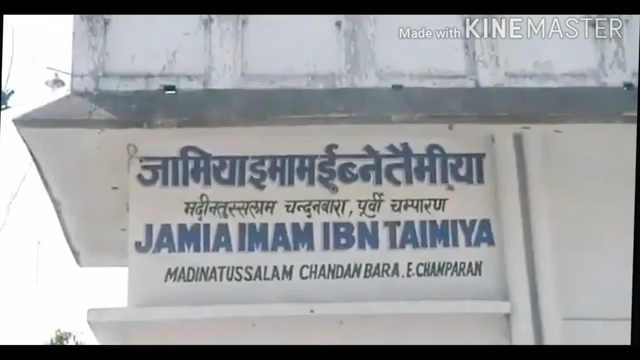 Made with KINEMASTER
जामिया इमाम ईब्ने तैमीया
मदीनतुस्सलाम चन्दनबारा, पूर्वी चम्पारण
JAMIA IMAM IBN TAIMIYA
MADINATUSSALAM CHANDAN BARA, E. CHAMPARAN